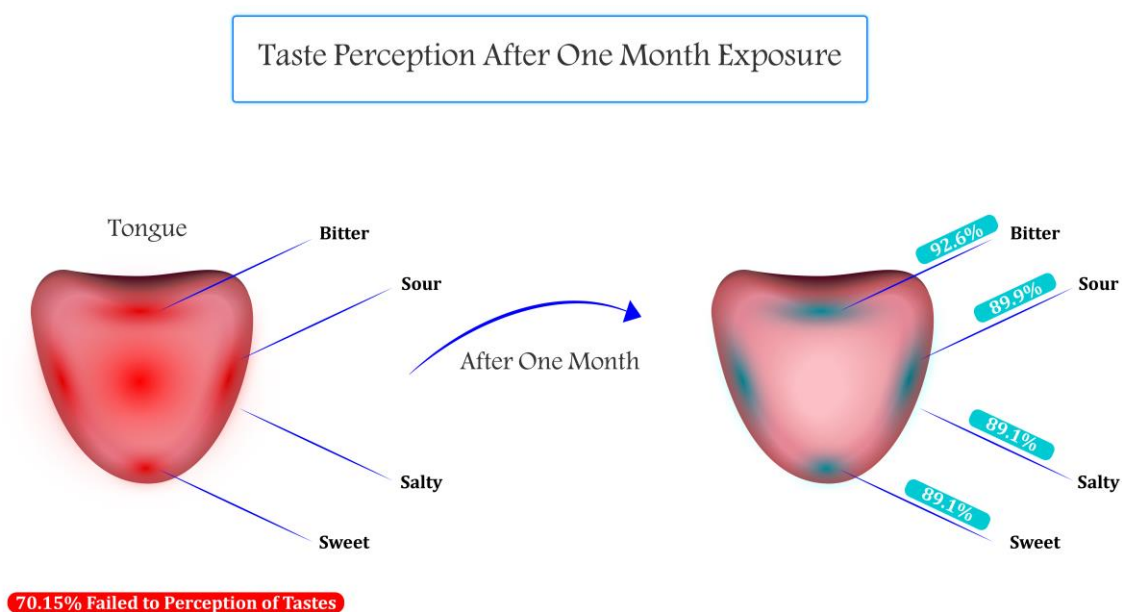 Taste Perception After One Month Exposure
Tongue
Bitter
Sour
Salty
Sweet
After One Month
92.6%
Bitter
89.9%
Sour
89.1%
Salty
89.1%
Sweet
70.15% Failed to Perception of Tastes